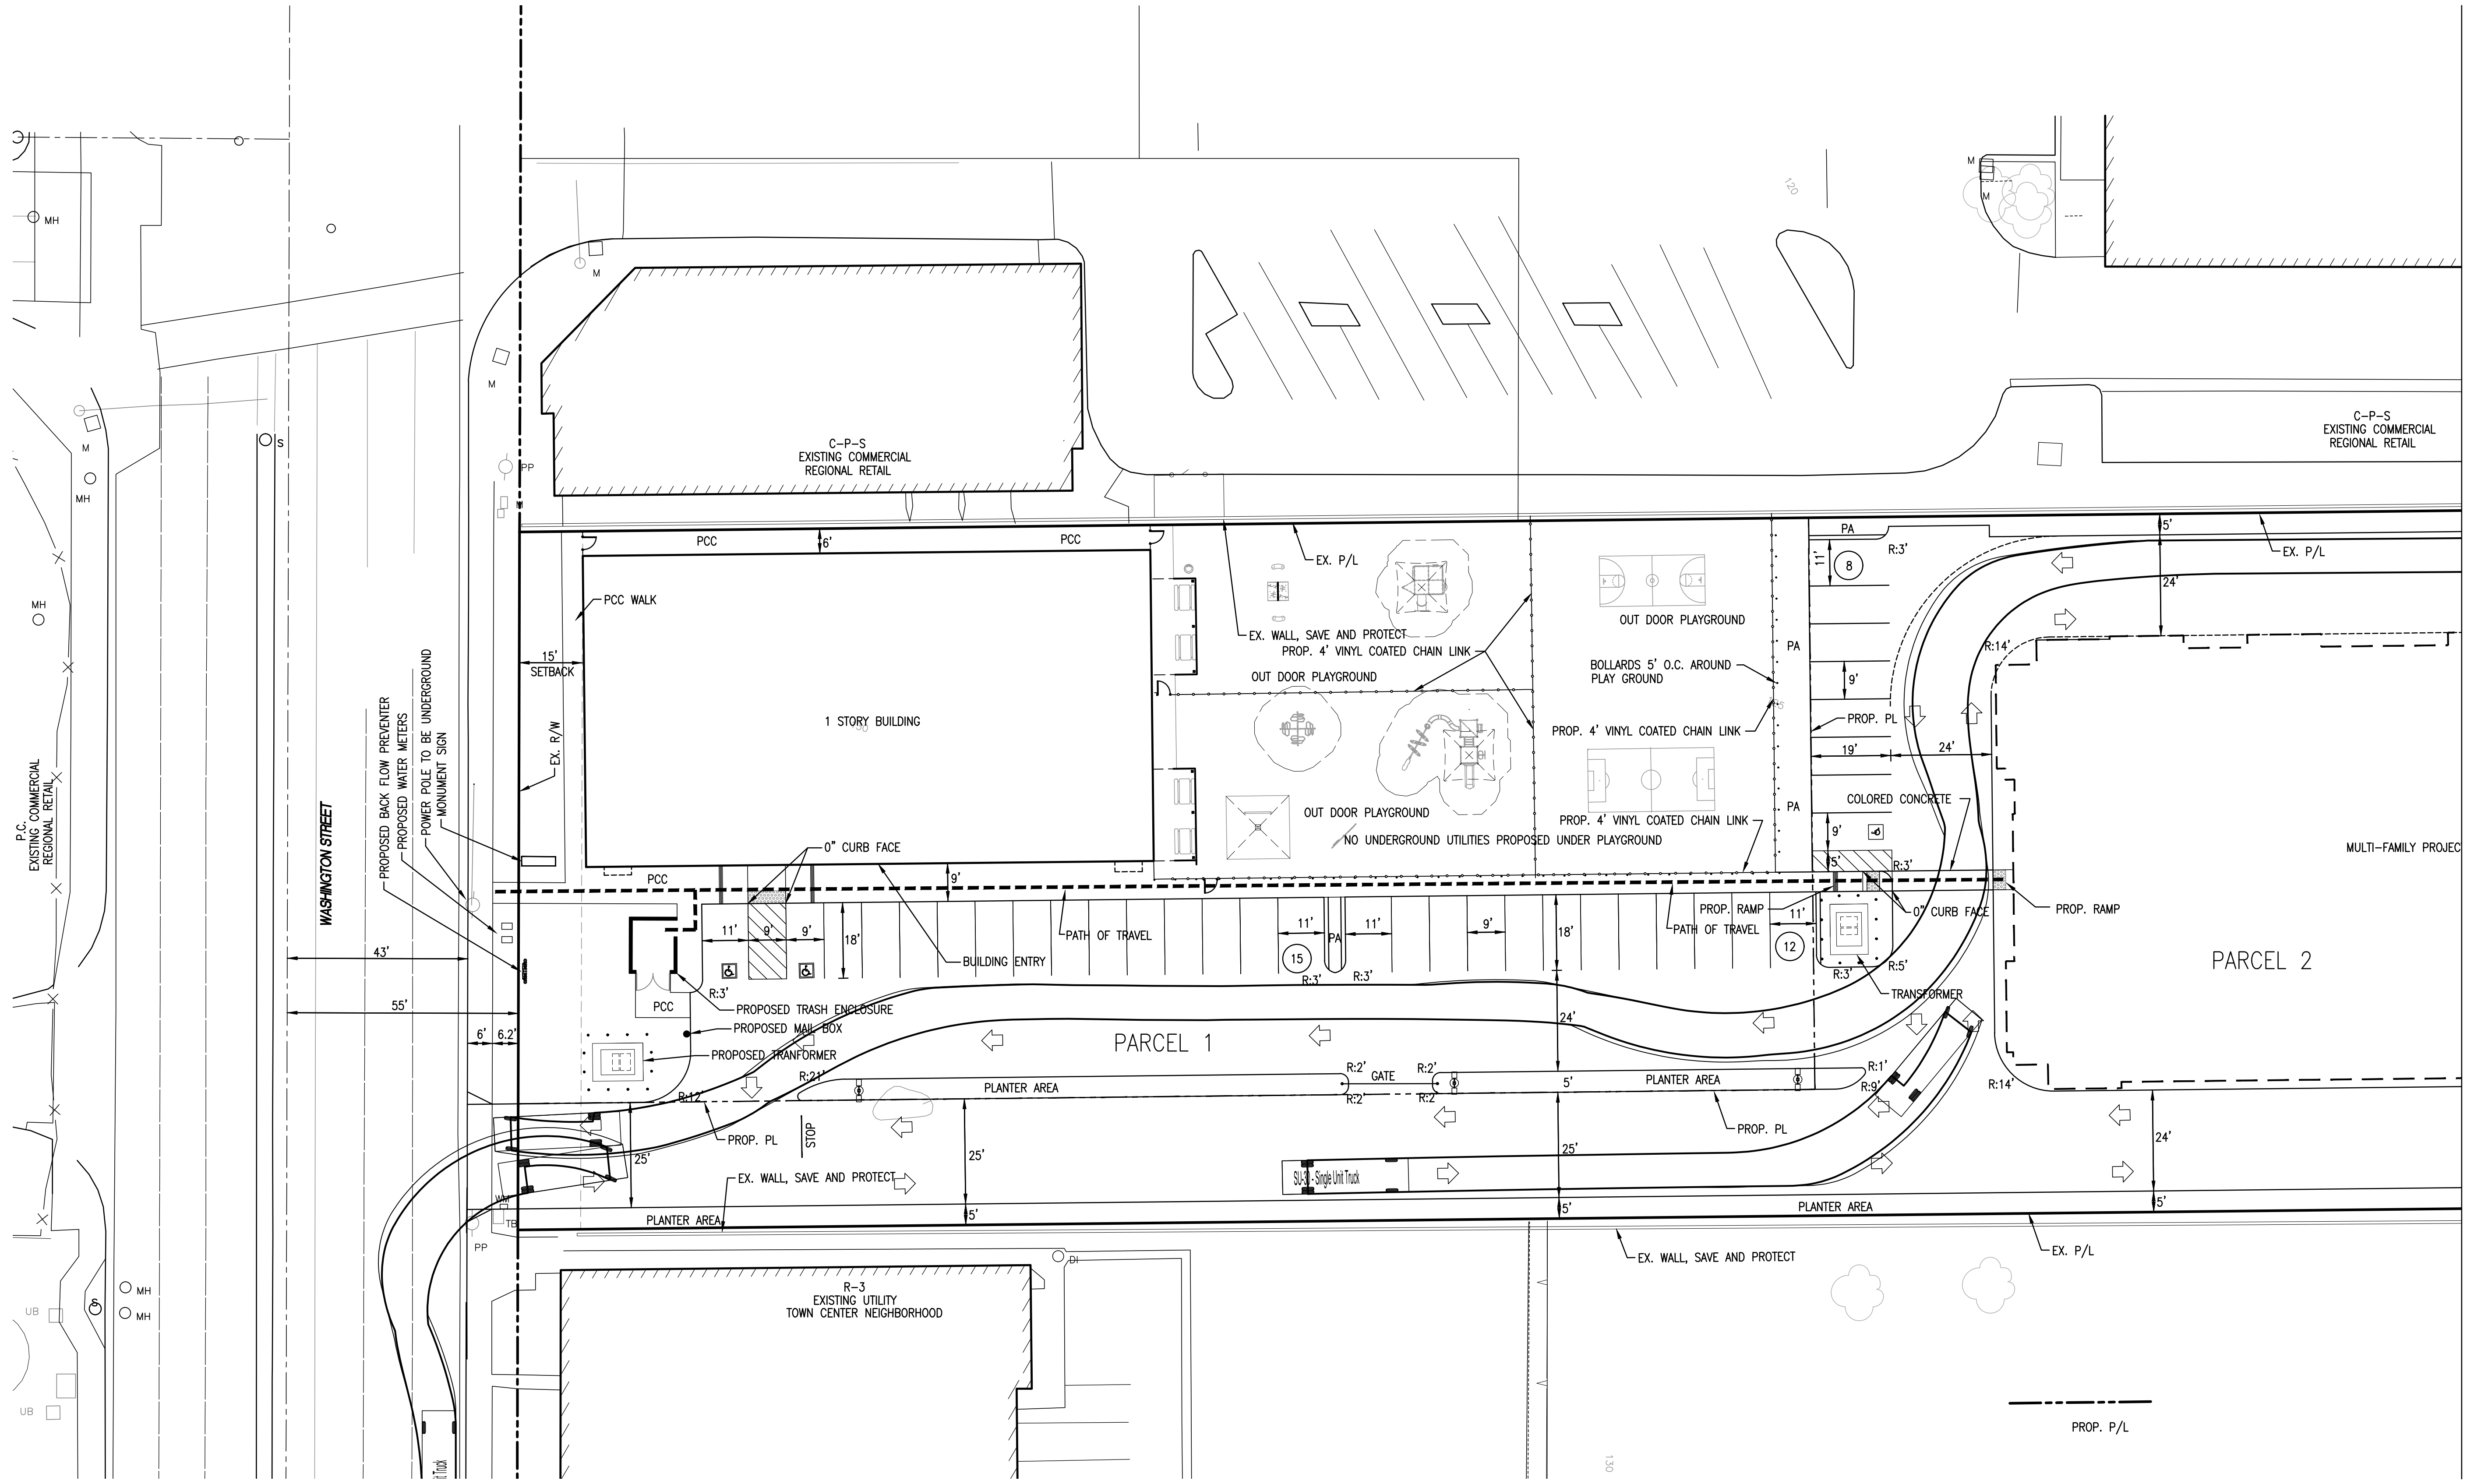 120
M
M
MH
M
M
M
MH
S
PP
M
MH
C-P-S
EXISTING COMMERCIAL
REGIONAL RETAIL
C-P-S
EXISTING COMMERCIAL
REGIONAL RETAIL
PCC
6'
PCC
EX. P/L
PA
R:3'
11'
8
5'
EX. P/L
24'
PCC WALK
15'
SETBACK
EX. R/W
1 STORY BUILDING
EX. WALL, SAVE AND PROTECT
PROP. 4' VINYL COATED CHAIN LINK
OUT DOOR PLAYGROUND
OUT DOOR PLAYGROUND
BOLLARDS 5' O.C. AROUND
PLAY GROUND
PA
9'
R:14'
PROP. 4' VINYL COATED CHAIN LINK
PROP. PL
19'
24'
OUT DOOR PLAYGROUND
PROP. 4' VINYL COATED CHAIN LINK
NO UNDERGROUND UTILITIES PROPOSED UNDER PLAYGROUND
PA
COLORED CONCRETE
9'
5'
R:3'
MULTI-FAMILY PROJEC
P.C.
EXISTING COMMERCIAL
REGIONAL RETAIL
WASHINGTON STREET
PROPOSED BACK FLOW PREVENTER
PROPOSED WATER METERS
POWER POLE TO BE UNDERGROUND
MONUMENT SIGN
0" CURB FACE
PCC
9'
11'
9'
9'
18'
BUILDING ENTRY
PATH OF TRAVEL
11'
PA
11'
15
R:3'
R:3'
9'
18'
PROP. RAMP
PATH OF TRAVEL
11'
12
0" CURB FACE
PROP. RAMP
R:3'
R:5'
TRANSFORMER
PARCEL 2
43'
55'
6'
6.2'
PCC
R:3'
PROPOSED TRASH ENCLOSURE
PROPOSED MAIL BOX
PROPOSED TRANFORMER
PARCEL 1
24'
R:12'
R:21'
PLANTER AREA
R:2'
GATE
R:2'
R:2'
R:2'
5'
PLANTER AREA
R:1'
R:9'
R:14'
PROP. PL
STOP
PROP. PL
25'
25'
25'
24'
SU-30 - Single Unit Truck
EX. WALL, SAVE AND PROTECT
WM
TB
PP
PLANTER AREA
5'
5'
PLANTER AREA
5'
EX. WALL, SAVE AND PROTECT
EX. P/L
DI
R-3
EXISTING UTILITY
TOWN CENTER NEIGHBORHOOD
MH
MH
S
UB
UB
130
PROP. P/L